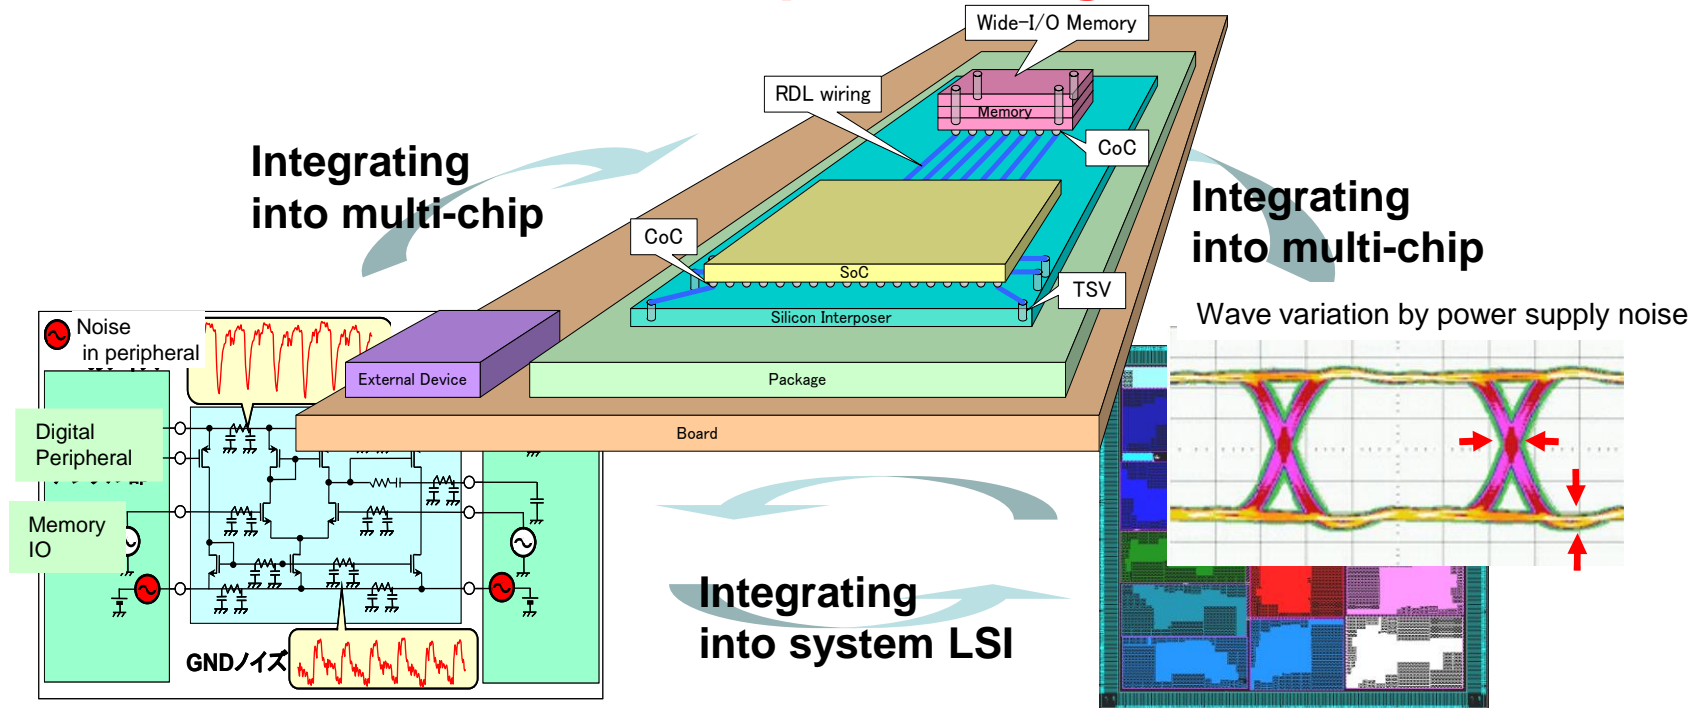 Wide-I/O Memory
RDL wiring
Memory
CoC
Integrating
into multi-chip
Integrating
into multi-chip
CoC
SoC
TSV
Silicon Interposer
Wave variation by power supply noise
Noise
in peripheral
External Device
Package
Board
Digital
Peripheral
Memory
IO
Integrating
into system LSI
GNDノイズ